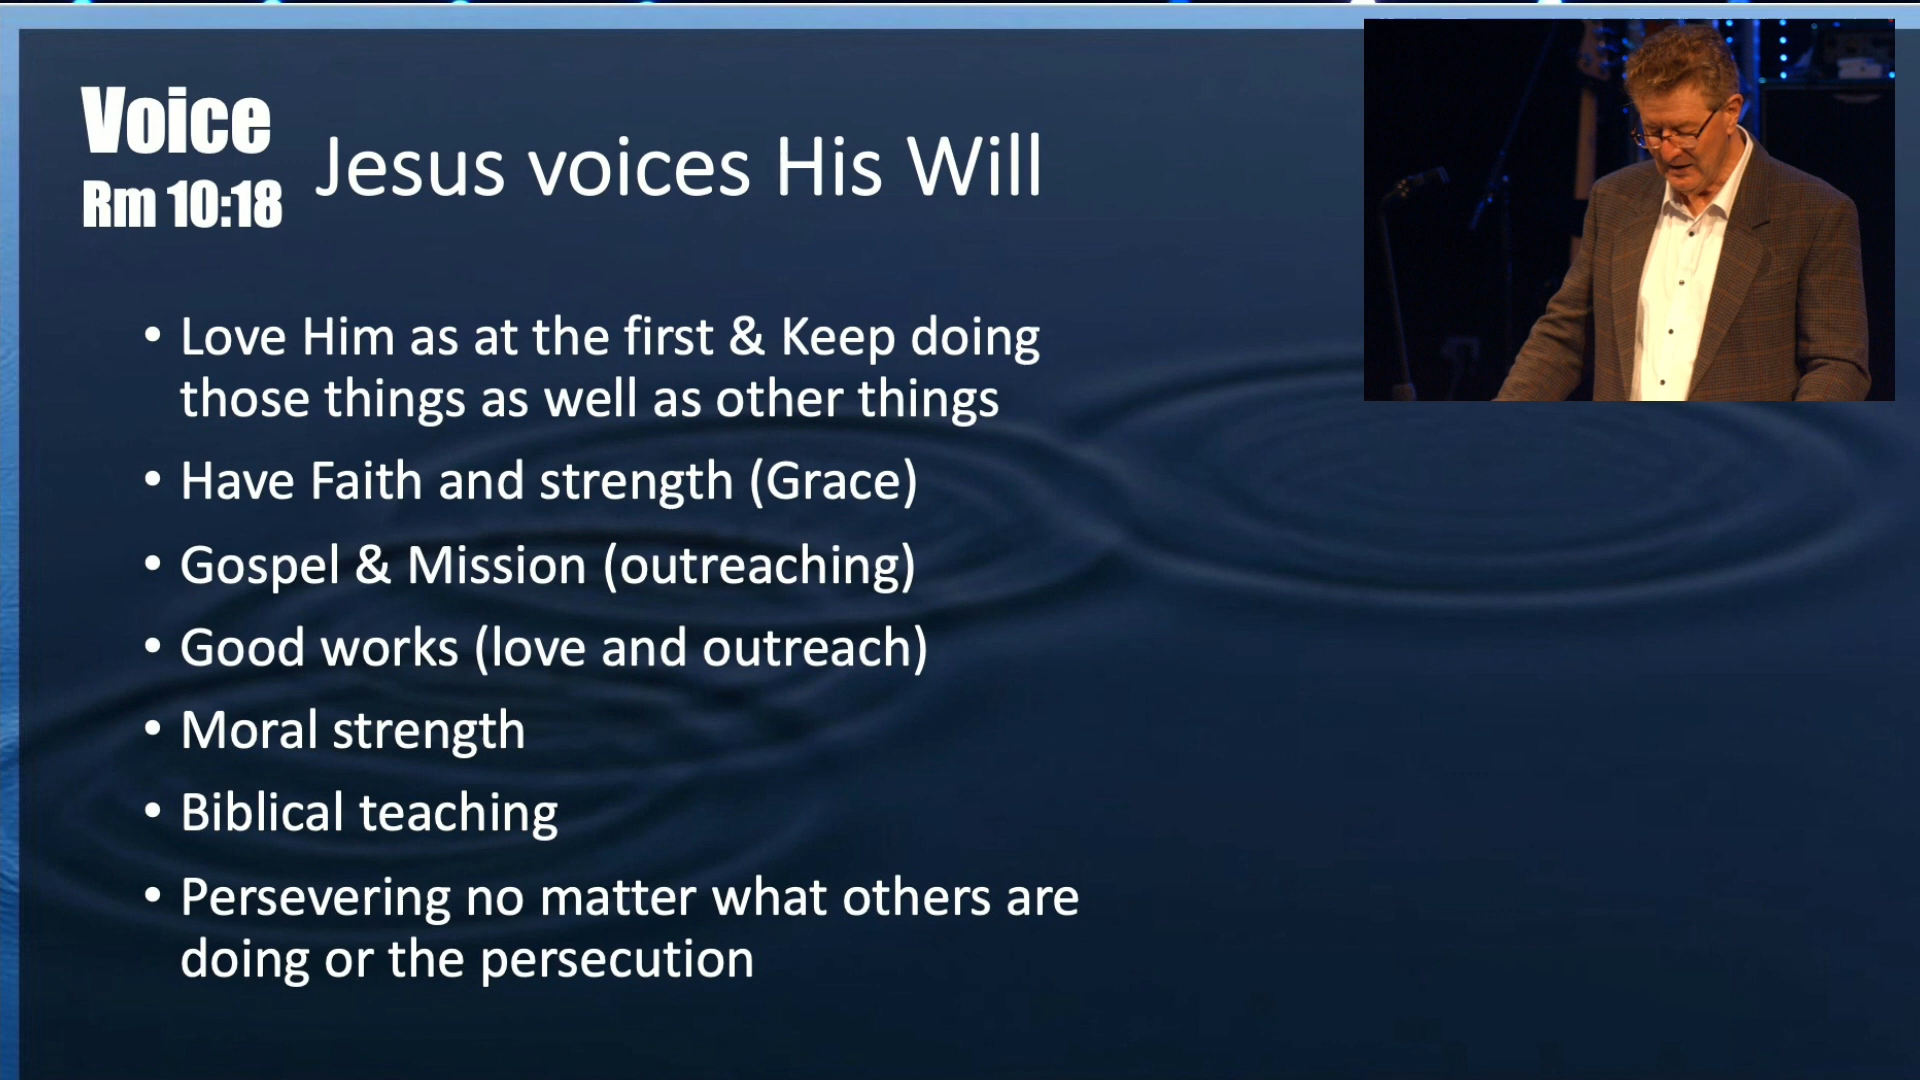 Voice
Rm 10:18
Jesus voices His Will
• Love Him as at the first & Keep doing
those things as well as other things
• Have Faith and strength (Grace)
• Gospel & Mission (outreaching)
• Good works (love and outreach)
• Moral strength
• Biblical teaching
• Persevering no matter what others are
doing or the persecution